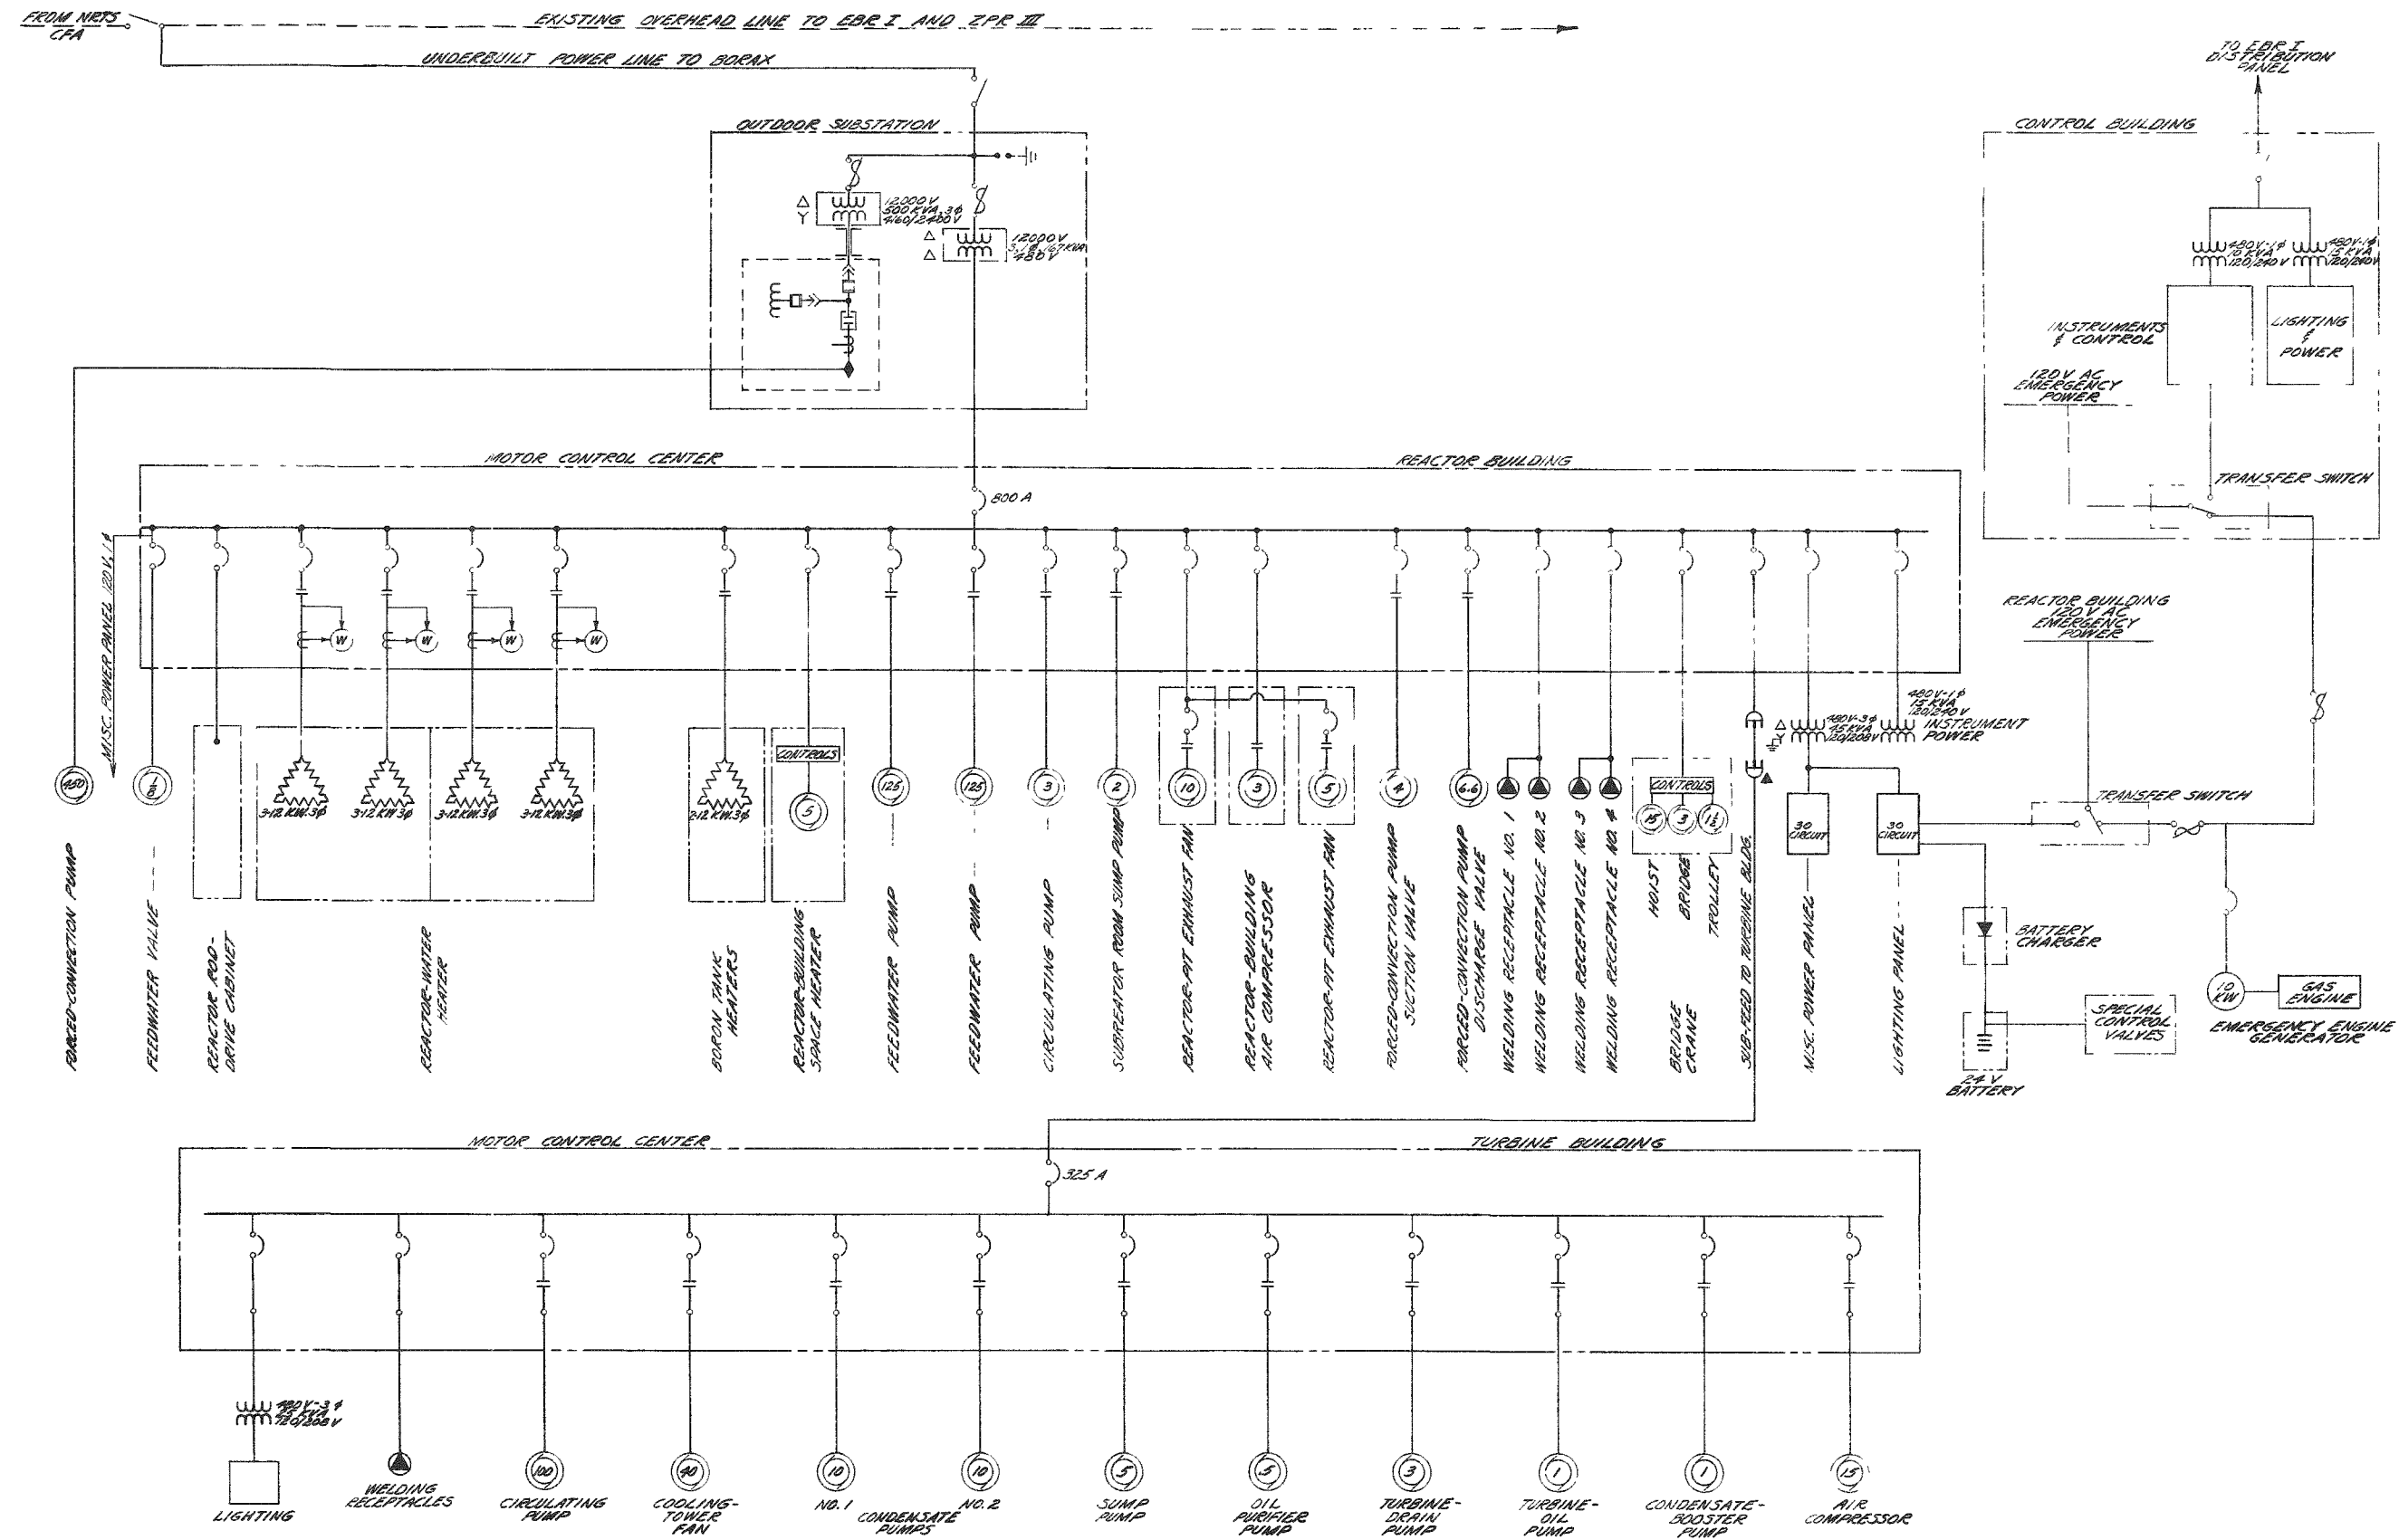 FROM NRTS
CFA
EXISTING OVERHEAD LINE TO EBR I AND ZPR III
UNDERBUILT POWER LINE TO BORAX
TO EBR I
DISTRIBUTION
PANEL
OUTDOOR SUBSTATION
CONTROL BUILDING
Δ
Y
12000V
500 KVA, 3φ
4160/2400V
Δ
Δ
12000V
3,1φ,167KVA
480V
480V-1φ
10 KVA
120/240V
480V-1φ
15 KVA
120/240V
INSTRUMENTS
& CONTROL
LIGHTING
&
POWER
120V AC
EMERGENCY
POWER
TRANSFER SWITCH
MOTOR CONTROL CENTER
REACTOR BUILDING
800 A
MISC. POWER PANEL 120V, 1φ
W
W
W
W
REACTOR BUILDING
120V AC
EMERGENCY
POWER
480V-1φ
15 KVA
120/240V
INSTRUMENT
POWER
Δ
Y
480V-3φ
45 KVA
120/208V
450
3-12 KW.3φ
3-12 KW.3φ
3-12 KW.3φ
3-12 KW.3φ
2-12 KW.3φ
CONTROLS
5
125
125
3
2
10
3
5
4
6.6
CONTROLS
15
3
1½
30
CIRCUIT
30
CIRCUIT
TRANSFER SWITCH
FORCED-CONVECTION PUMP
FEEDWATER VALVE
REACTOR ROD-
DRIVE CABINET
REACTOR-WATER
HEATER
BORON TANK
HEATERS
REACTOR-BUILDING
SPACE HEATER
FEEDWATER PUMP
FEEDWATER PUMP
CIRCULATING PUMP
SUBREATOR ROOM SUMP PUMP
REACTOR-PIT EXHAUST FAN
REACTOR-BUILDING
AIR COMPRESSOR
REACTOR-PIT EXHAUST FAN
FORCED-CONVECTION PUMP
SUCTION VALVE
FORCED-CONVECTION PUMP
DISCHARGE VALVE
WELDING RECEPTACLE NO. 1
WELDING RECEPTACLE NO. 2
WELDING RECEPTACLE NO. 3
WELDING RECEPTACLE NO. 4
HOIST
BRIDGE
TROLLEY
BRIDGE
CRANE
SUB-FEED TO TURBINE BLDG.
MISC. POWER PANEL
LIGHTING PANEL
BATTERY
CHARGER
24 V
BATTERY
SPECIAL
CONTROL
VALVES
10
KW
GAS
ENGINE
EMERGENCY ENGINE
GENERATOR
MOTOR CONTROL CENTER
TURBINE BUILDING
325 A
480V-3φ
25 KVA
120/208V
100
40
10
10
5
.5
3
1
1
15
LIGHTING
WELDING
RECEPTACLES
CIRCULATING
PUMP
COOLING-
TOWER
FAN
NO. 1
NO. 2
CONDENSATE
PUMPS
SUMP
PUMP
OIL
PURIFIER
PUMP
TURBINE-
DRAIN
PUMP
TURBINE-
OIL
PUMP
CONDENSATE-
BOOSTER
PUMP
AIR
COMPRESSOR